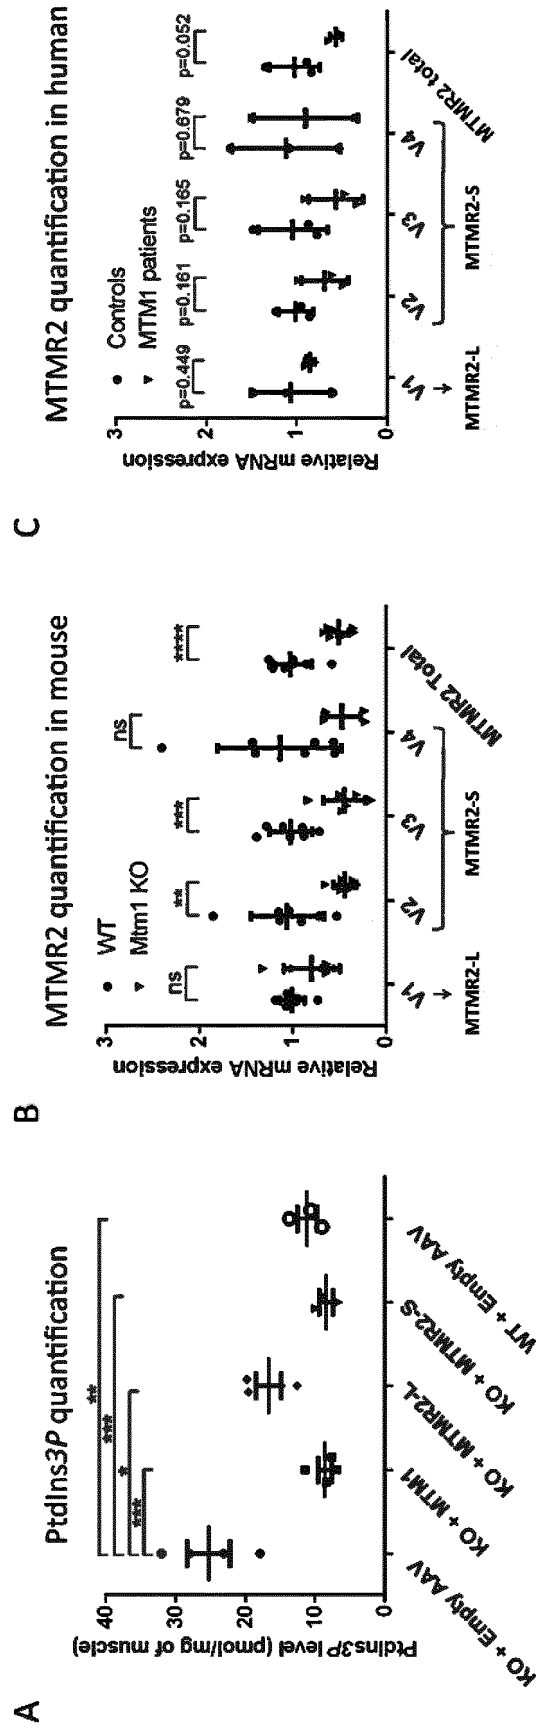 A
PtdIns3P quantification
PtdIns3P level (pmol/mg of muscle)
40
30
20
10
0
***
*
***
**
KO + Empty AAV
KO + MTM1
KO + MTMR2-L
KO + MTMR2-S
WT + Empty AAV
B
MTMR2 quantification in mouse
WT
Mtm1 KO
Relative mRNA expression
3
2
1
0
ns
**
***
ns
****
V1
V2
V3
V4
MTMR2 Total
MTMR2-L
MTMR2-S
C
MTMR2 quantification in human
Controls
MTM1 patients
Relative mRNA expression
3
2
1
0
p=0.449
p=0.161
p=0.165
p=0.679
p=0.052
V1
V2
V3
V4
MTMR2 total
MTMR2-L
MTMR2-S